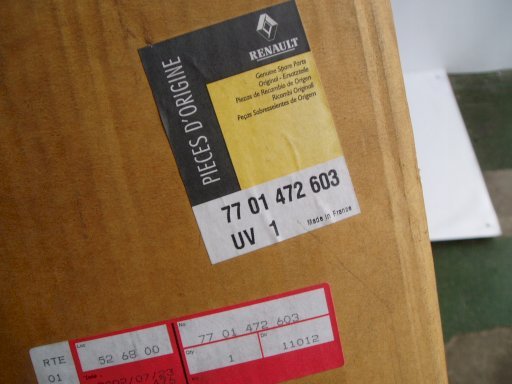 RENAULT
PIECES D'ORIGINE
Genuine Spare Parts
Original - Ersatzteile
Piezas de Recambio de Origen
Ricambi Originali
Peças Sobresselentes de Origem
77 01 472 603
UV 1
Made in France
RTE
01
52 68 00
No
77 01 472 603
Qty
1
11012